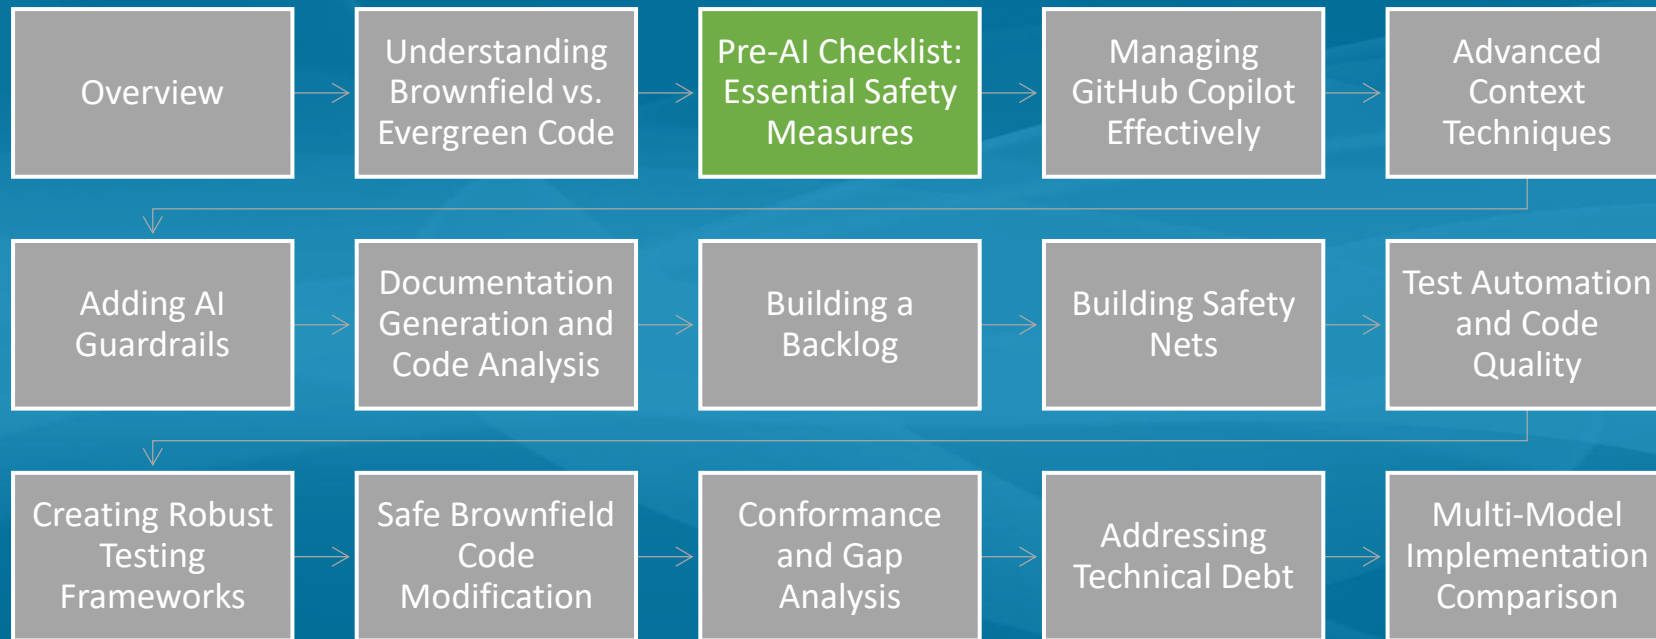 Overview
Understanding
Brownfield vs.
Evergreen Code
Pre-AI Checklist:
Essential Safety
Measures
Managing
GitHub Copilot
Effectively
Advanced
Context
Techniques
Adding AI
Guardrails
Documentation
Generation and
Code Analysis
Building a
Backlog
Building Safety
Nets
Test Automation
and Code
Quality
Creating Robust
Testing
Frameworks
Safe Brownfield
Code
Modification
Conformance
and Gap
Analysis
Addressing
Technical Debt
Multi-Model
Implementation
Comparison